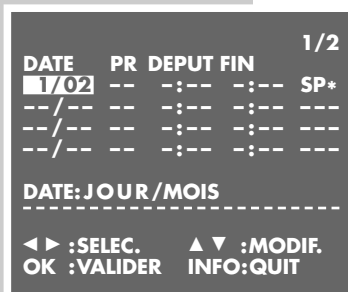 1/2
DATE PR DEPUT FIN
1/02 -- -:-- -:-- SP*
--/-- -- -:-- -:-- ---
--/-- -- -:-- -:-- ---
--/-- -- -:-- -:-- ---
DATE:JOUR/MOIS
◄ ► :SELEC. ▲ ▼ :MODIF.
OK :VALIDER INFO:QUIT